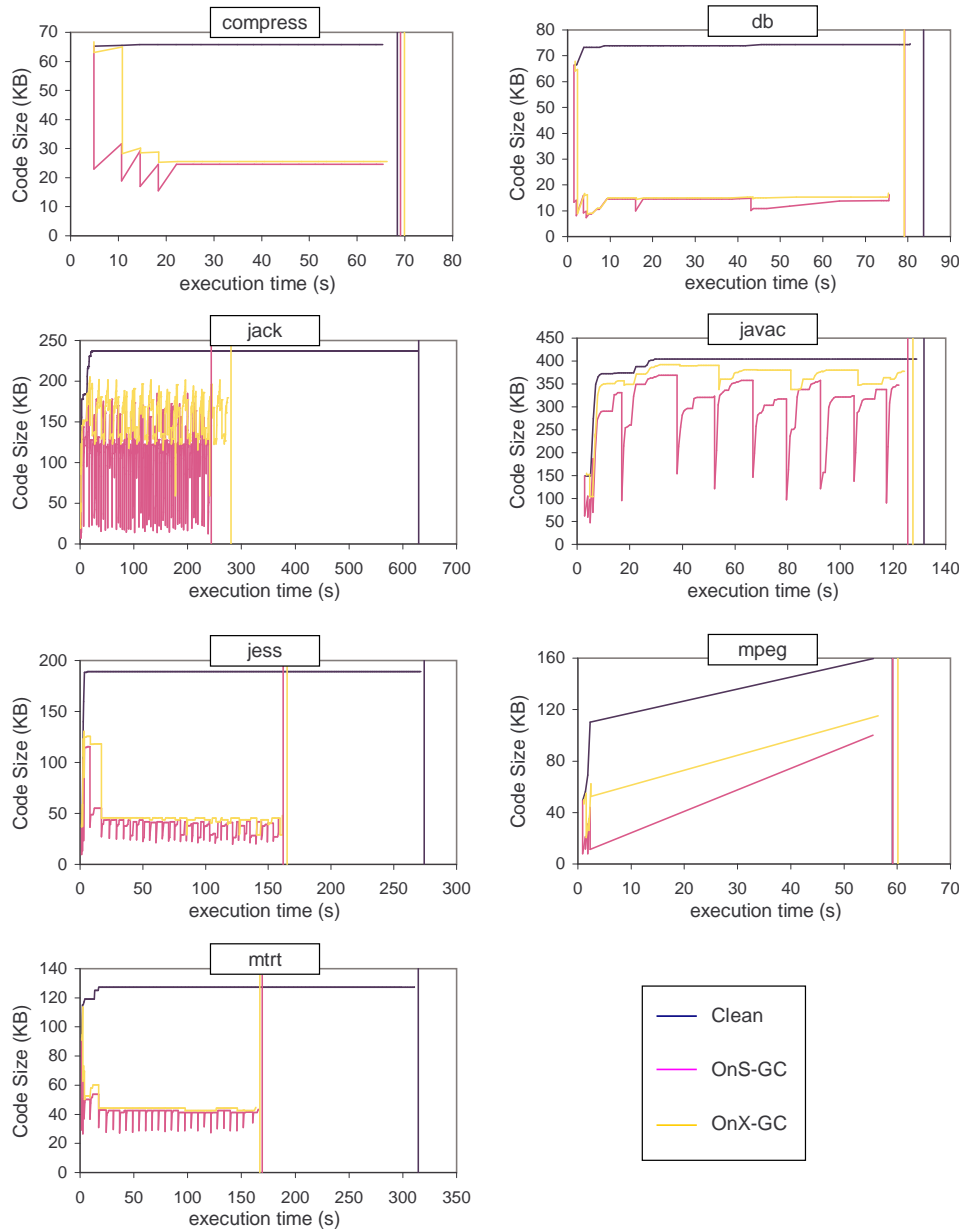 compress
Code Size (KB)
70
60
50
40
30
20
10
0
0 10 20 30 40 50 60 70 80
execution time (s)
db
Code Size (KB)
80
70
60
50
40
30
20
10
0
0 10 20 30 40 50 60 70 80 90
execution time (s)
jack
Code Size (KB)
250
200
150
100
50
0
0 100 200 300 400 500 600 700
execution time (s)
javac
Code Size (KB)
450
400
350
300
250
200
150
100
50
0
0 20 40 60 80 100 120 140
execution time (s)
jess
Code Size (KB)
200
150
100
50
0
0 50 100 150 200 250 300
execution time (s)
mpeg
Code Size (KB)
160
120
80
40
0
0 10 20 30 40 50 60 70
execution time (s)
mtrt
Code Size (KB)
140
120
100
80
60
40
20
0
0 50 100 150 200 250 300 350
execution time (s)
Clean
OnS-GC
OnX-GC